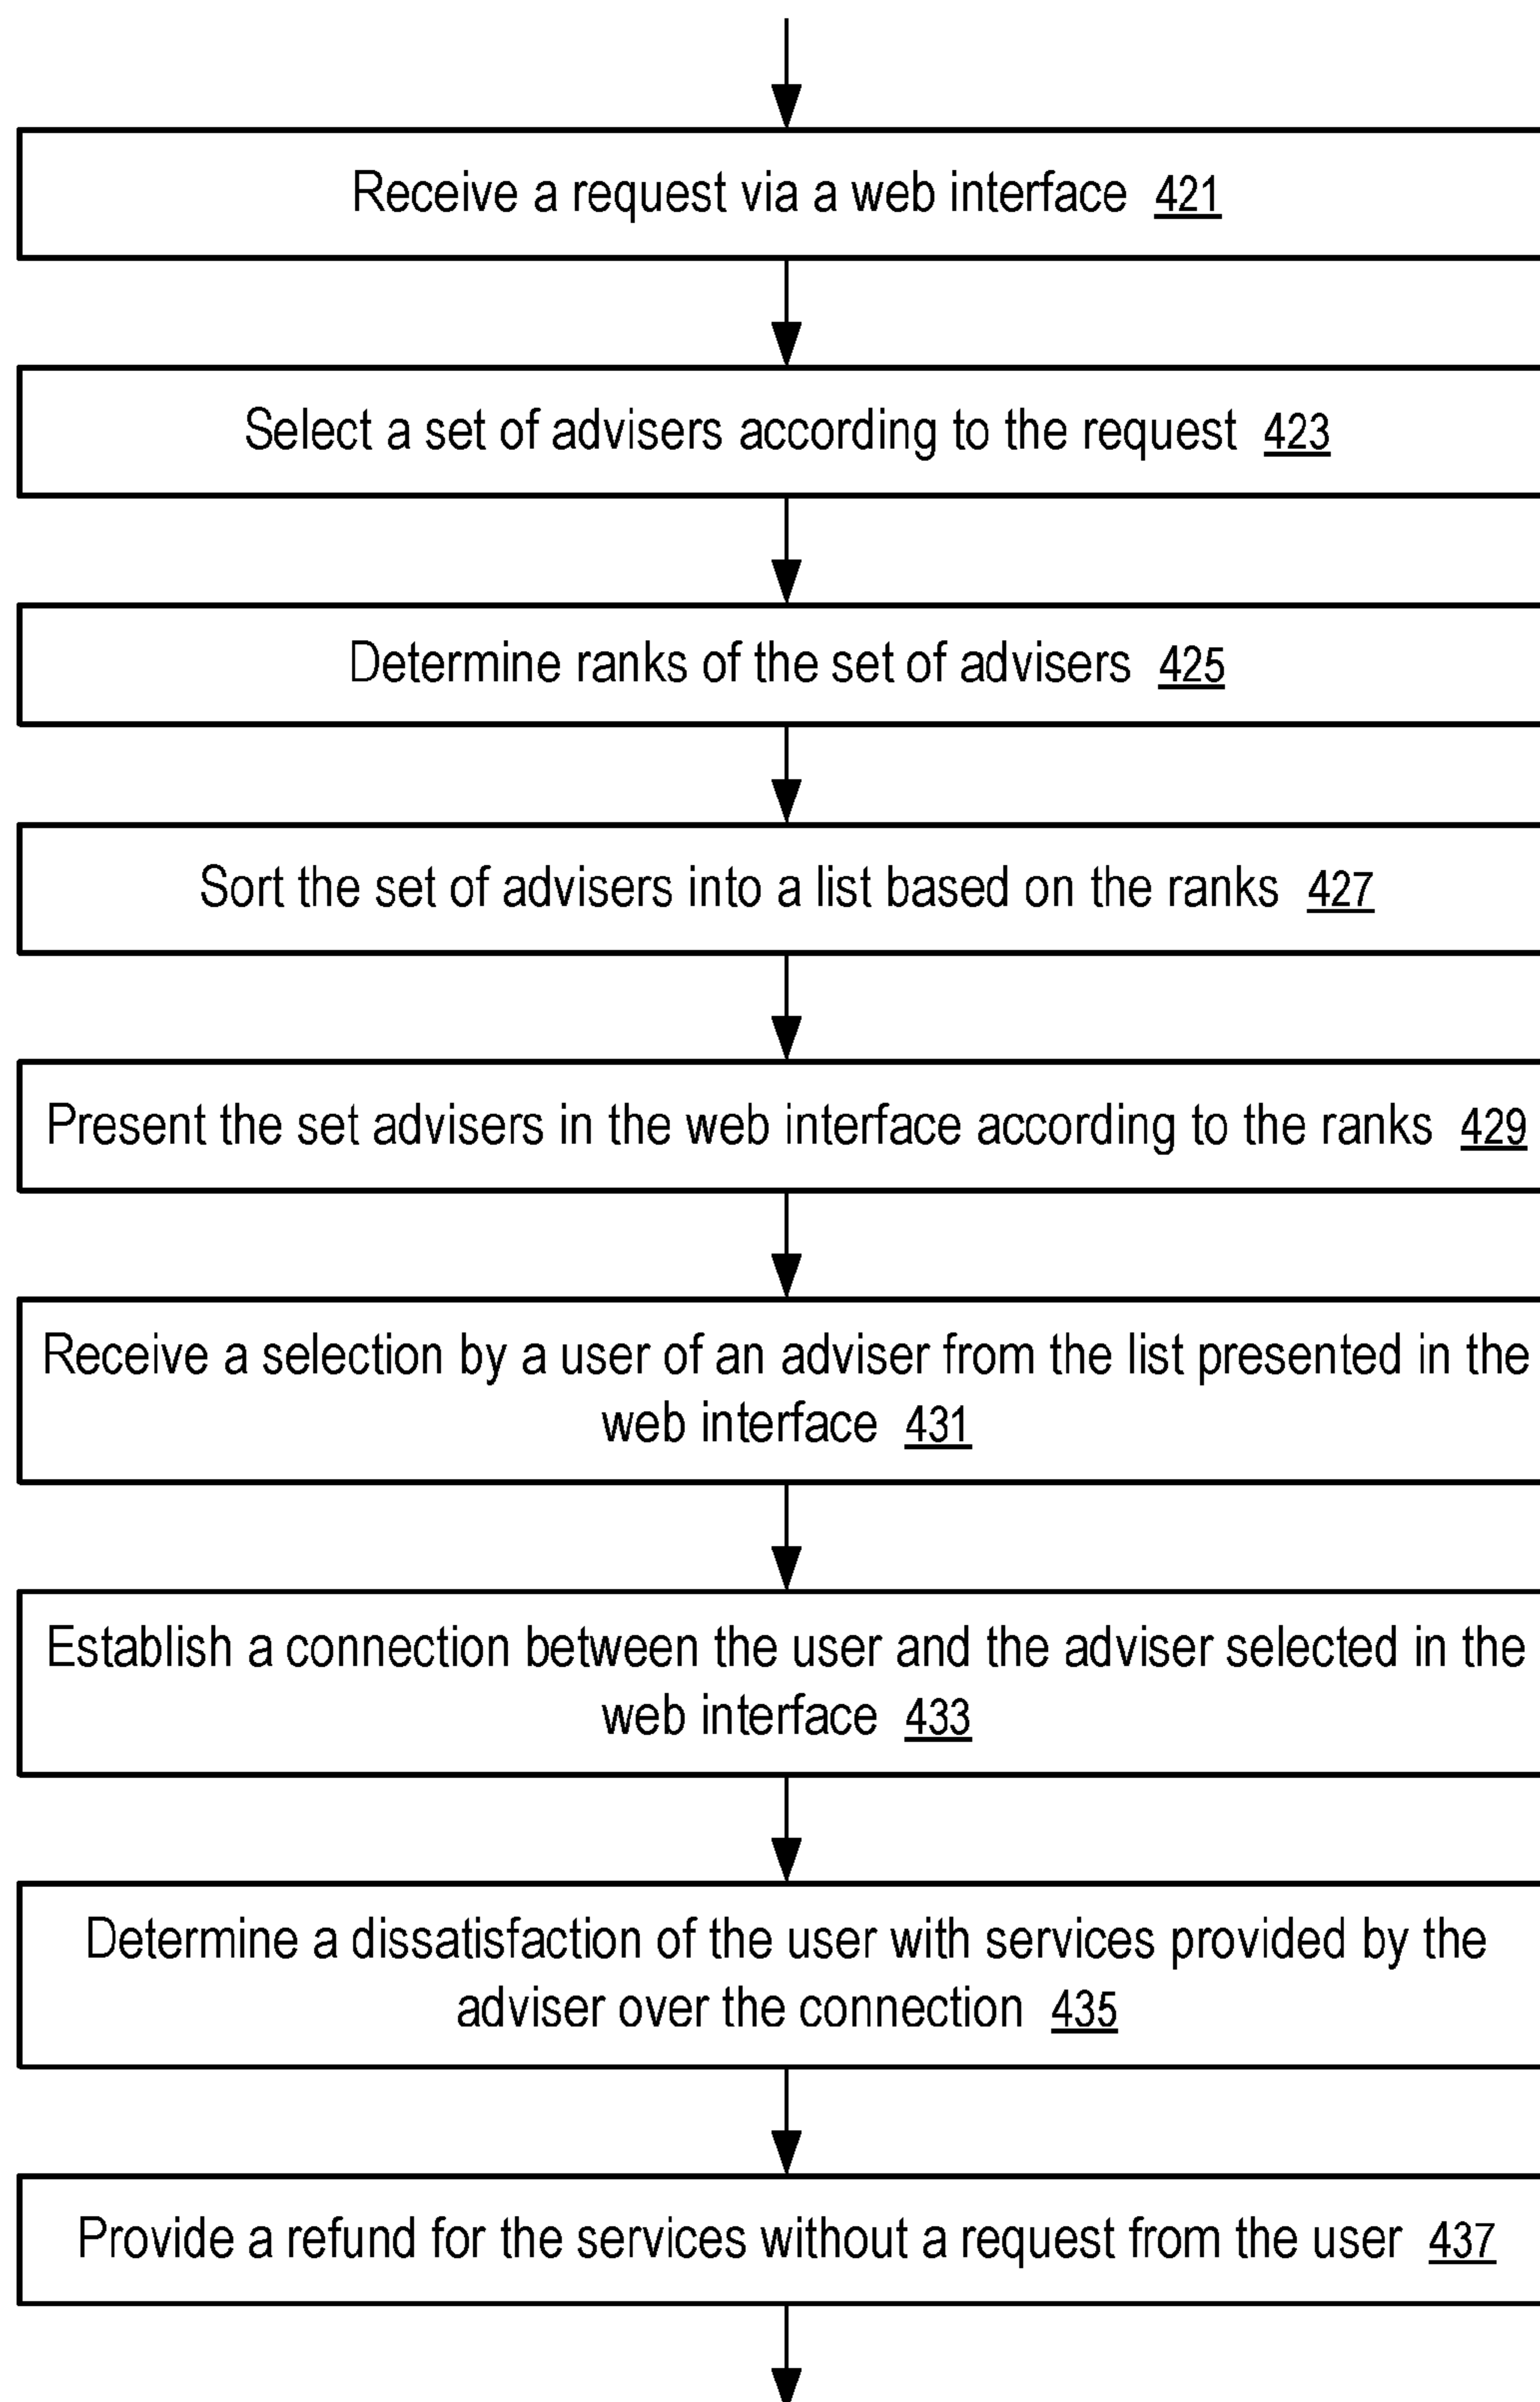 Receive a request via a web interface 421
Select a set of advisers according to the request 423
Determine ranks of the set of advisers 425
Sort the set of advisers into a list based on the ranks 427
Present the set advisers in the web interface according to the ranks 429
Receive a selection by a user of an adviser from the list presented in the
web interface 431
Establish a connection between the user and the adviser selected in the
web interface 433
Determine a dissatisfaction of the user with services provided by the
adviser over the connection 435
Provide a refund for the services without a request from the user 437